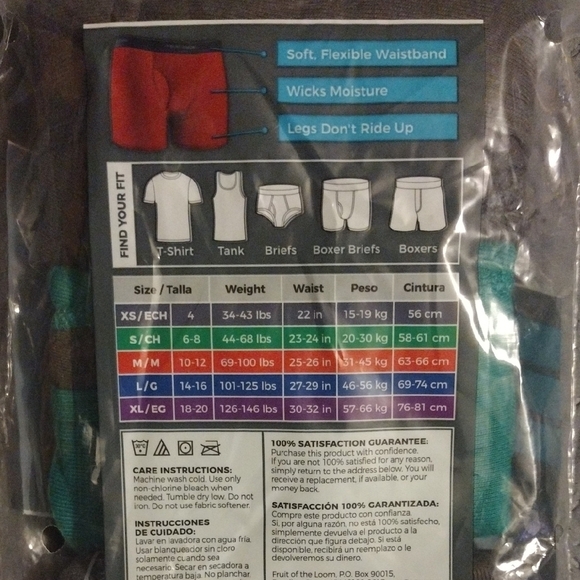 Soft, Flexible Waistband
Wicks Moisture
Legs Don't Ride Up
FIND YOUR FIT
T-Shirt Tank Briefs Boxer Briefs Boxers
Size / Talla Weight Waist Peso Cintura
XS/ECH 4 34-43 lbs 22 in 15-19 kg 56 cm
S/CH 6-8 44-68 lbs 23-24 in 20-30 kg 58-61 cm
M/M 10-12 69-100 lbs 25-26 in 31-45 kg 63-66 cm
L/G 14-16 101-125 lbs 27-29 in 46-56 kg 69-74 cm
XL/EG 18-20 126-146 lbs 30-32 in 57-66 kg 76-81 cm
CARE INSTRUCTIONS:
Machine wash cold. Use only
non-chlorine bleach when
needed. Tumble dry low. Do not
iron. Do not use fabric softener.
INSTRUCCIONES
DE CUIDADO:
Lavar en lavadora con agua fría.
Usar blanqueador sin cloro
solamente cuando sea
necesario. Secar en secadora a
temperatura baja. No planchar
100% SATISFACTION GUARANTEE:
Purchase this product with confidence.
If you are not 100% satisfied for any reason,
simply return to the address below. You will
receive a replacement, if available, or your
money back.
SATISFACCIÓN 100% GARANTIZADA:
Compre este producto con confianza.
Si, por alguna razón, no está 100% satisfecho,
simplemente devuelva el producto a la
dirección que figura debajo. Si está
disponible, recibirá un reemplazo o le
devolveremos su dinero.
Fruit of the Loom, P.O. Box 90015,